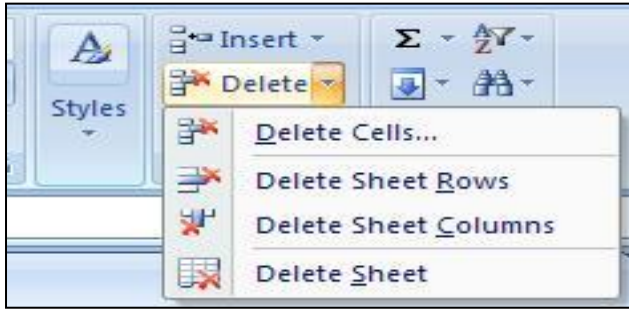 Insert Σ A Z
Delete
Styles
Delete Cells...
Delete Sheet Rows
Delete Sheet Columns
Delete Sheet